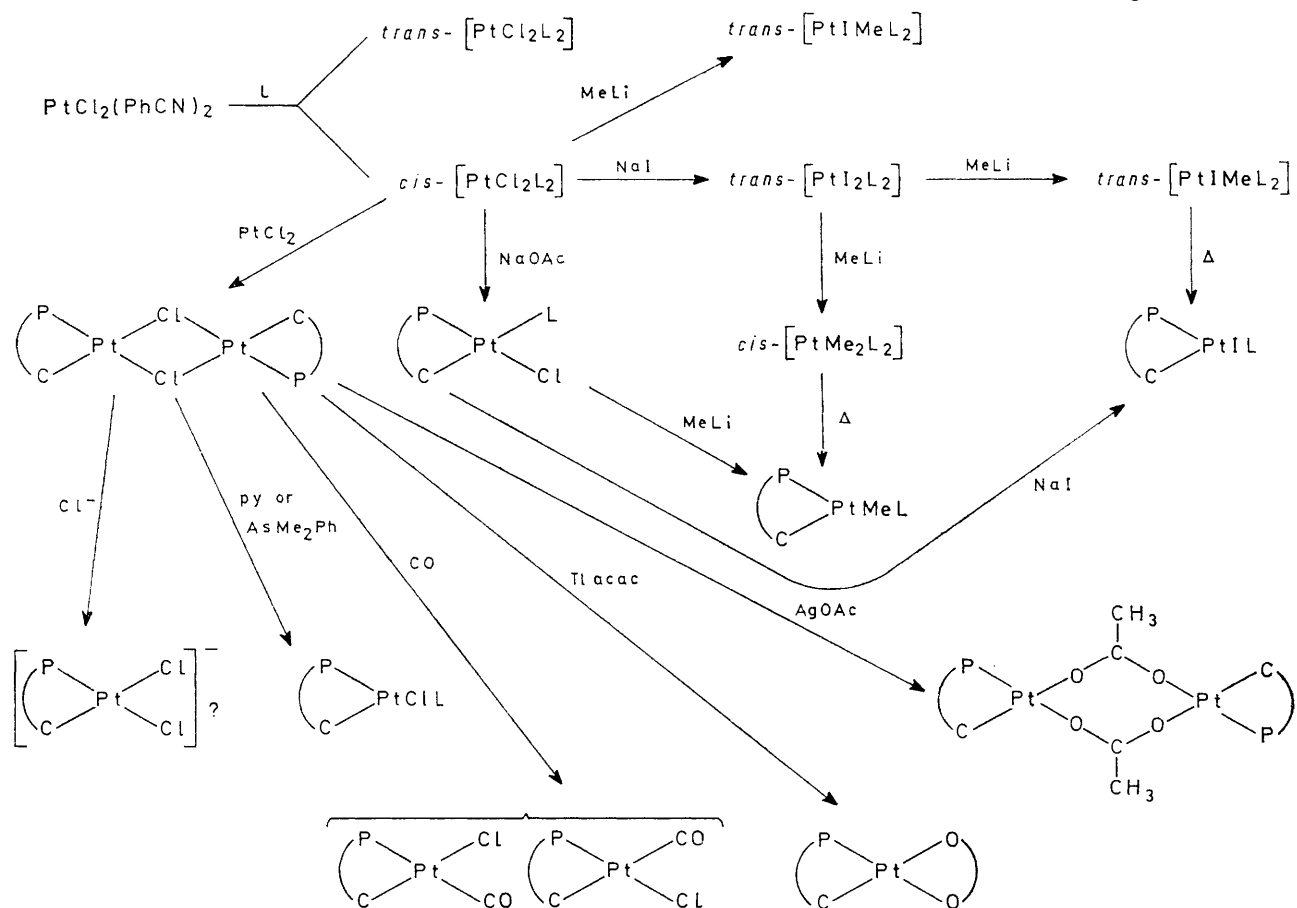 trans-[PtCl2L2] trans-[PtIMeL2]
L MeLi
PtCl2(PhCN)2
cis-[PtCl2L2] NaI trans-[PtI2L2] MeLi trans-[PtIMeL2]
PtCl2 NaOAc MeLi Δ
P Cl C P L P
Pt Pt Pt cis-[PtMe2L2] PtIL
C Cl P C Cl C
MeLi Δ
P
PtMeL
C
NaI
Cl⁻ py or
AsMe2Ph
CO Tl acac AgOAc
CH3
[P Cl]⁻ P P O C O C
Pt PtClL Pt Pt
C Cl ? C C O C O P
CH3
P Cl P CO P O
Pt Pt Pt
C CO C Cl C O